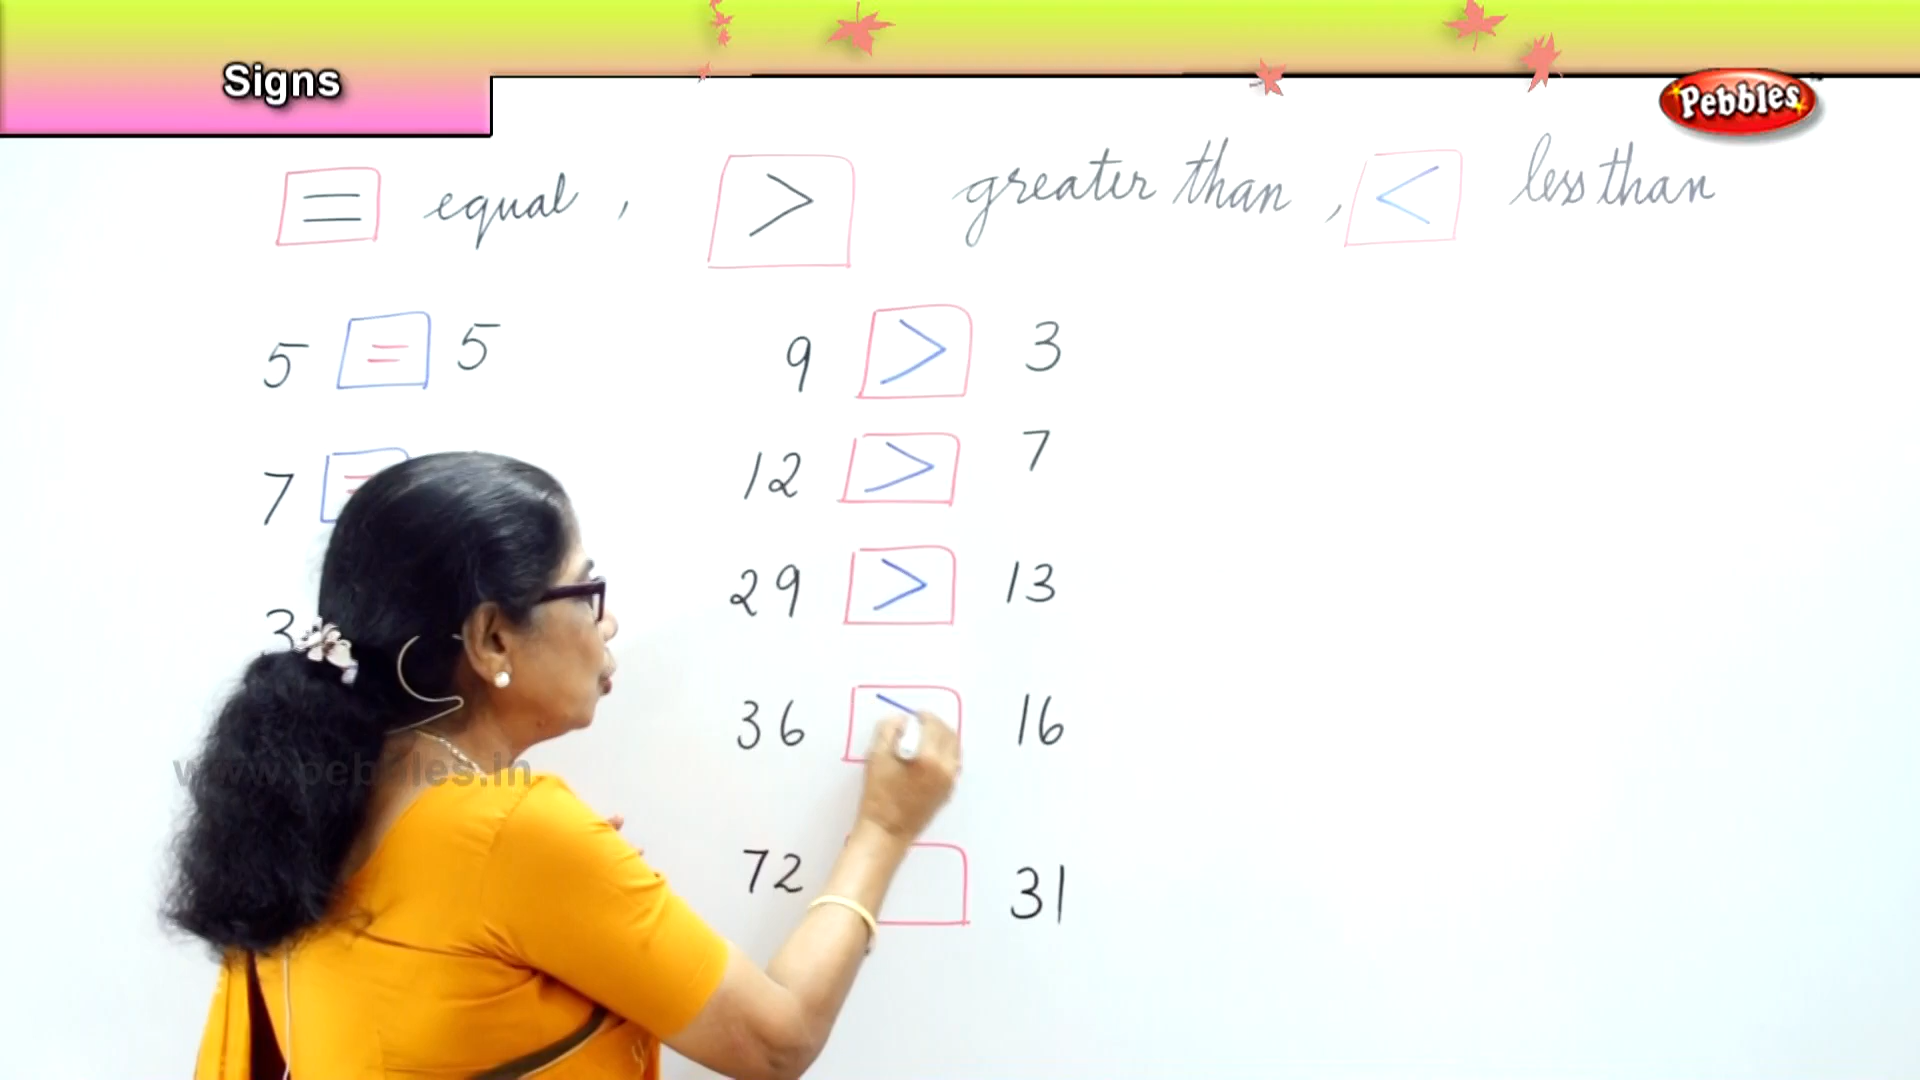 Signs
Pebbles
= equal , > greater than , < less than
5 = 5 9 > 3
7 = 12 > 7
29 > 13
3
36 16
www.pebbles.in
72 31